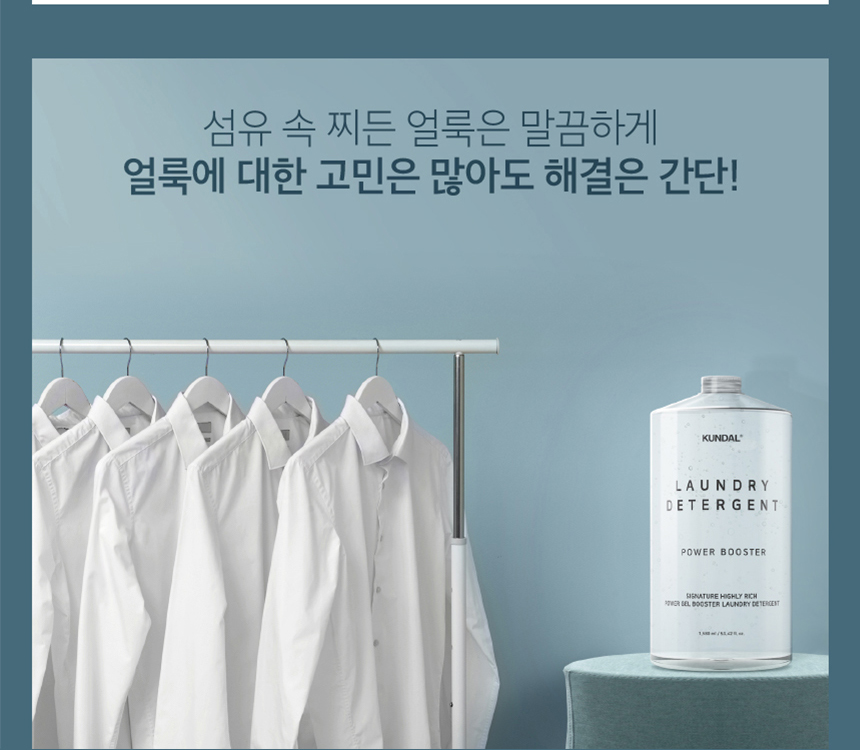 섬유 속 찌든 얼룩은 말끔하게
얼룩에 대한 고민은 많아도 해결은 간단!
KUNDAL®
LAUNDRY
DETERGENT
POWER BOOSTER
SIGNATURE HIGHLY RICH
POWER GEL BOOSTER LAUNDRY DETERGENT